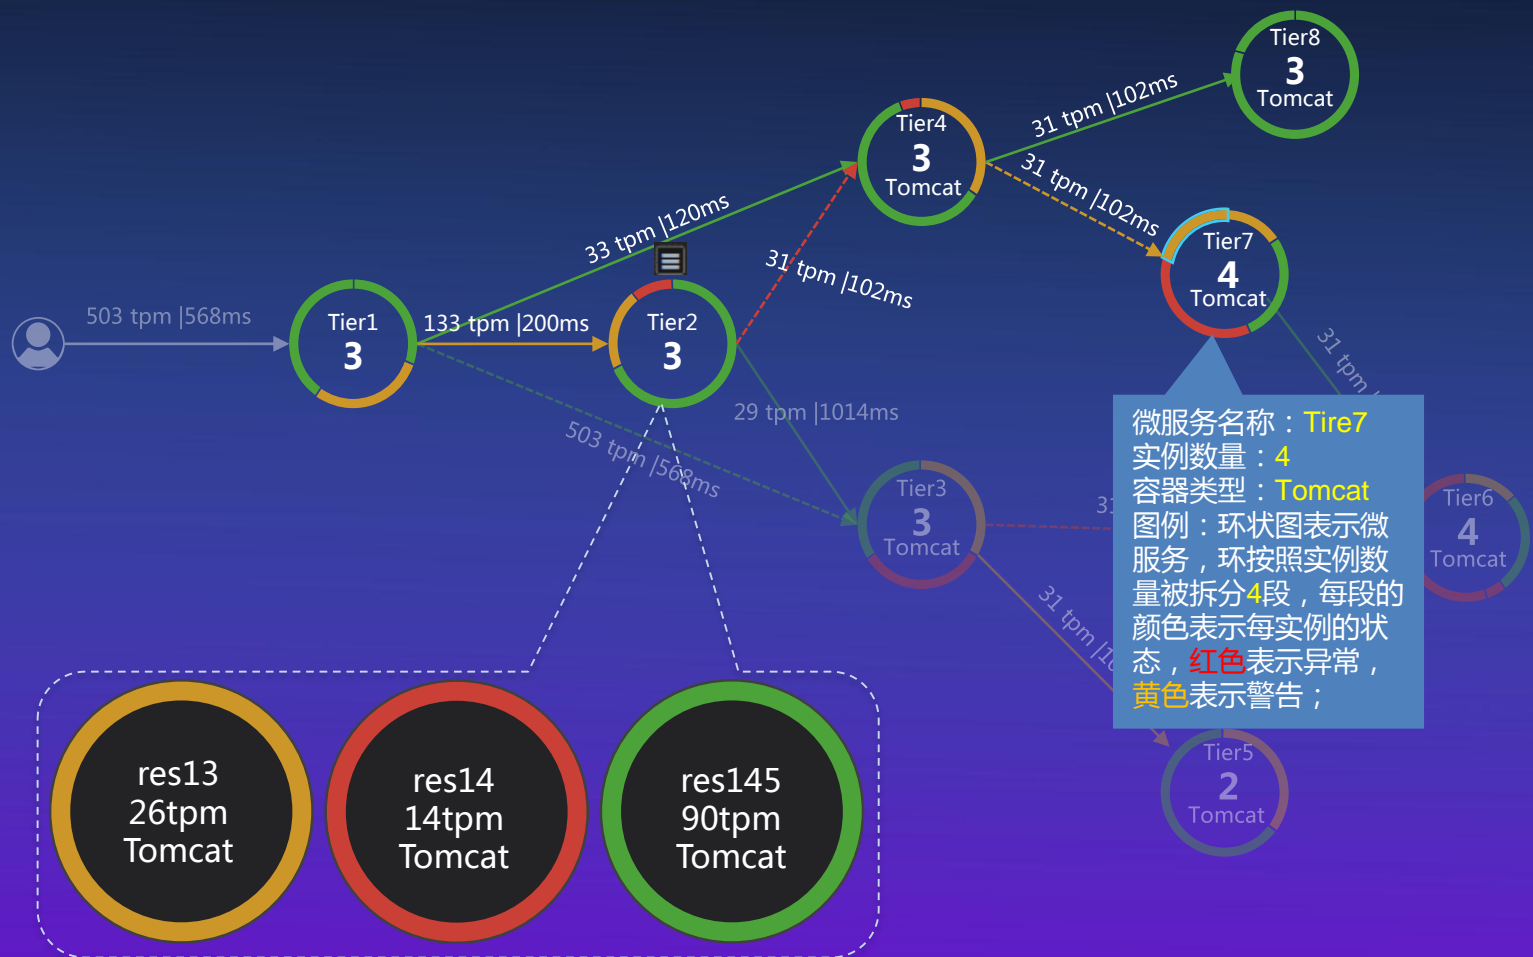 Tier8
3
Tomcat
31 tpm |102ms
Tier4
3
Tomcat
31 tpm |102ms
33 tpm |120ms
31 tpm |102ms
Tier7
4
Tomcat
503 tpm |568ms
Tier1
3
133 tpm |200ms
Tier2
3
31 tpm |
29 tpm |1014ms
503 tpm |568ms
微服务名称：Tire7
实例数量：4
容器类型：Tomcat
图例：环状图表示微
服务，环按照实例数
量被拆分4段，每段的
颜色表示每实例的状
态，红色表示异常，
黄色表示警告；
Tier3
3
Tomcat
31
Tier6
4
Tomcat
31 tpm |10
Tier5
2
Tomcat
res13
26tpm
Tomcat
res14
14tpm
Tomcat
res145
90tpm
Tomcat